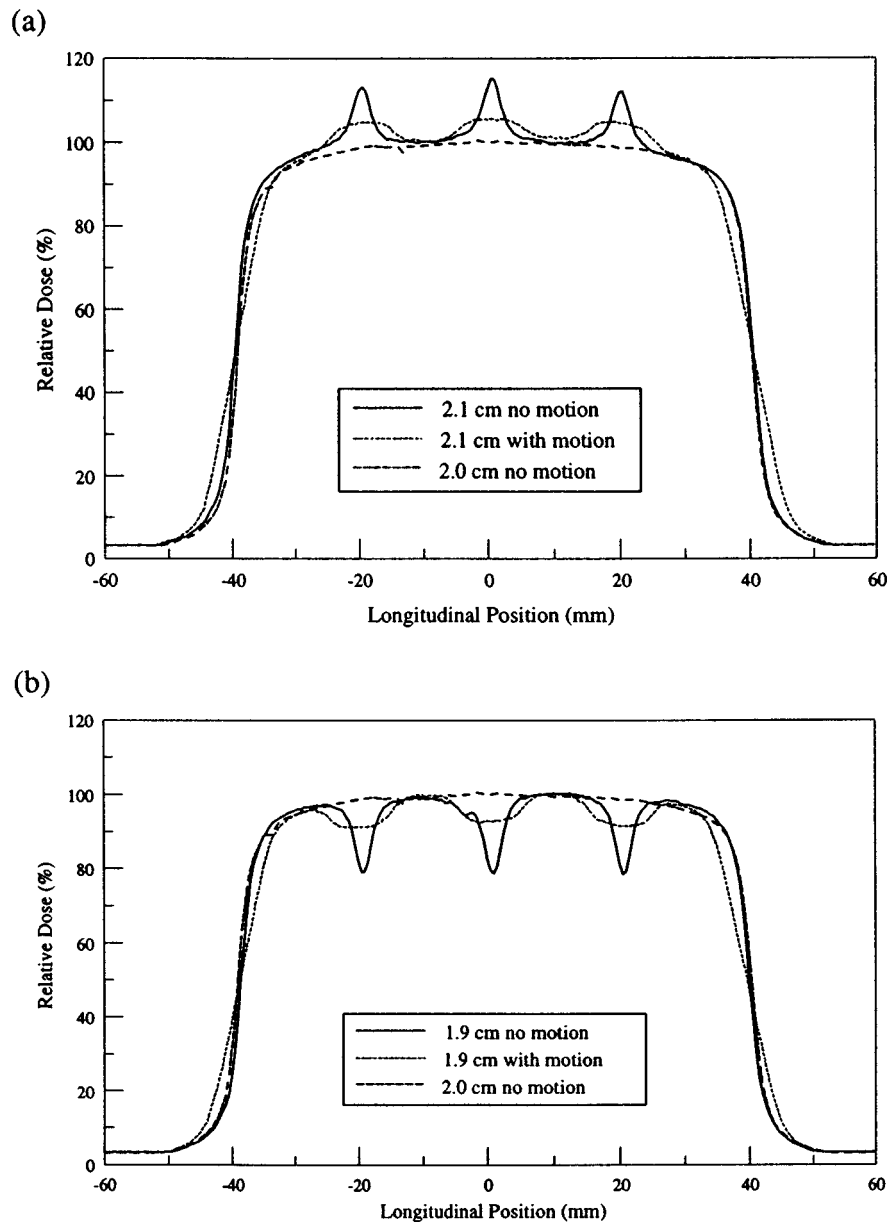 (a)
120
100
80
60
40
20
0
Relative Dose (%)
2.1 cm no motion
2.1 cm with motion
2.0 cm no motion
-60
-40
-20
0
20
40
60
Longitudinal Position (mm)
(b)
120
100
80
60
40
20
0
Relative Dose (%)
1.9 cm no motion
1.9 cm with motion
2.0 cm no motion
-60
-40
-20
0
20
40
60
Longitudinal Position (mm)